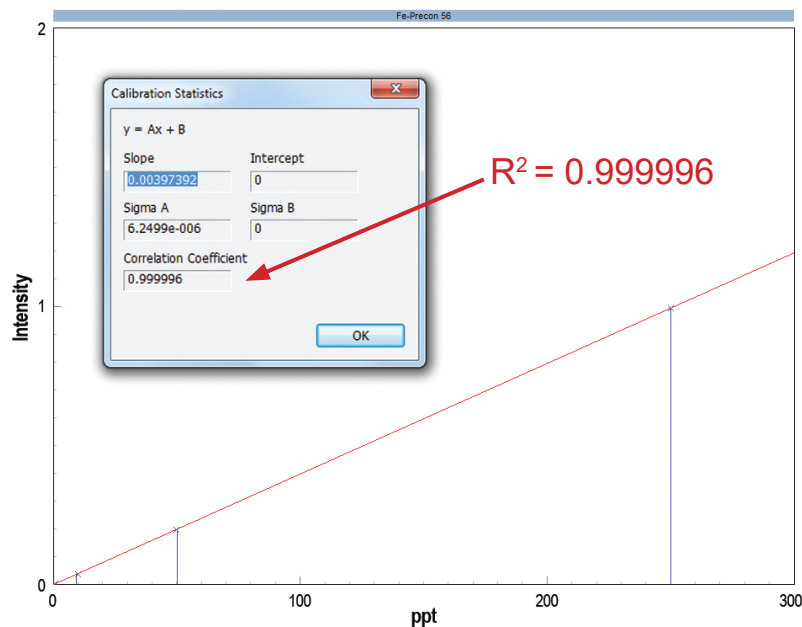 Fe-Precon 56
2
Calibration Statistics
y = Ax + B
Slope Intercept
0.00397392 0
Sigma A Sigma B
6.2499e-006 0
Correlation Coefficient
0.999996
OK
R² = 0.999996
Intensity
1
0
0 100 200 300
ppt